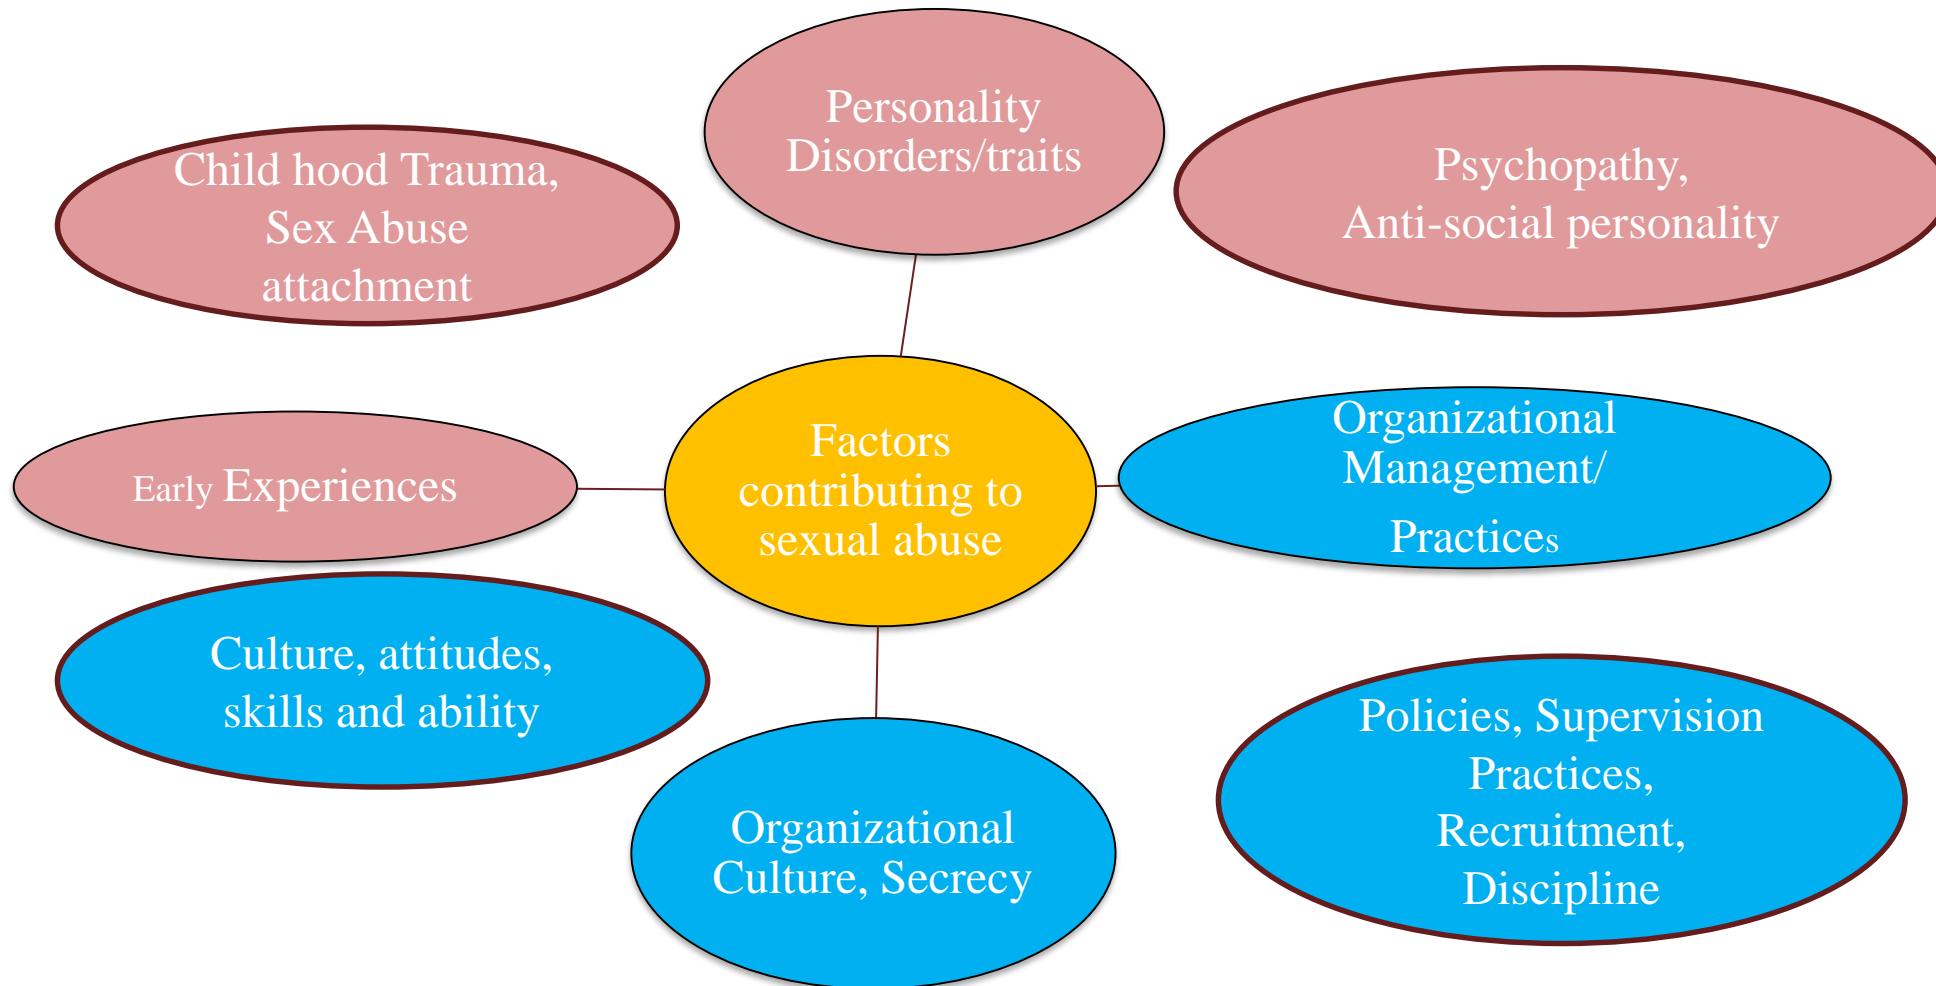 Personality
Disorders/traits
Child hood Trauma,
Sex Abuse
attachment
Psychopathy,
Anti-social personality
Early Experiences
Factors
contributing to
sexual abuse
Organizational
Management/
Practices
Culture, attitudes,
skills and ability
Organizational
Culture, Secrecy
Policies, Supervision
Practices,
Recruitment,
Discipline